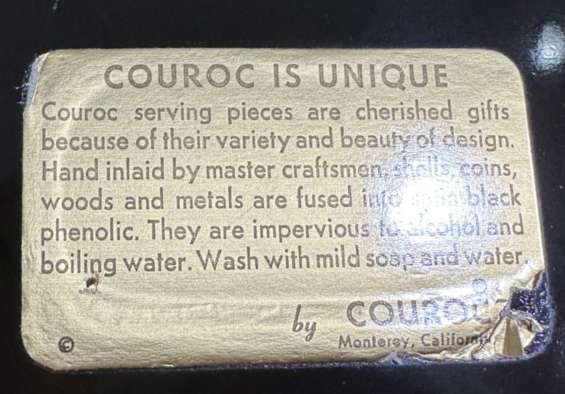 COUROC IS UNIQUE
Couroc serving pieces are cherished gifts
because of their variety and beauty of design.
Hand inlaid by master craftsmen, shells, coins,
woods and metals are fused into satin black
phenolic. They are impervious to alcohol and
boiling water. Wash with mild soap and water.
by COUROC
Monterey, California
©